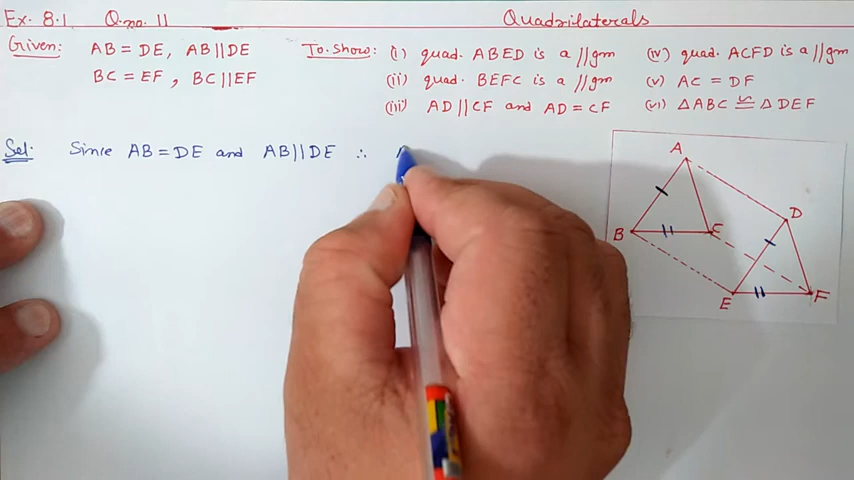 Ex. 8.1 Q.no. 11 Quadrilaterals
Given: AB = DE, AB || DE
BC = EF, BC || EF
To show: (i) quad. ABED is a //gm
(ii) quad. BEFC is a //gm
(iii) AD || CF and AD = CF
(iv) quad. ACFD is a //gm
(v) AC = DF
(vi) △ABC ≅ △DEF
Sol: Since AB = DE and AB || DE ∴
A
B
C
D
E
F